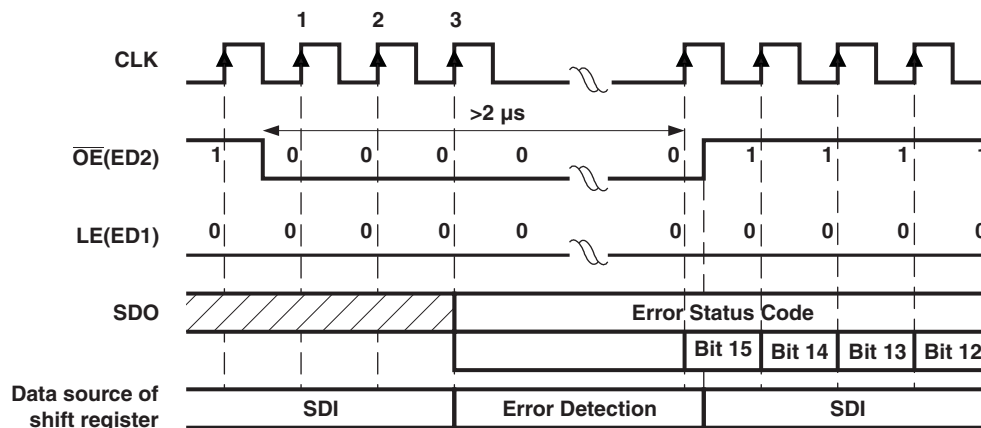 1 2 3
CLK
>2 µs
OE(ED2) 1 0 0 0 0 0 1 1 1 1
LE(ED1) 0 0 0 0 0 0 0 0 0 0
SDO Error Status Code
Bit 15 Bit 14 Bit 13 Bit 12
Data source of
shift register SDI Error Detection SDI